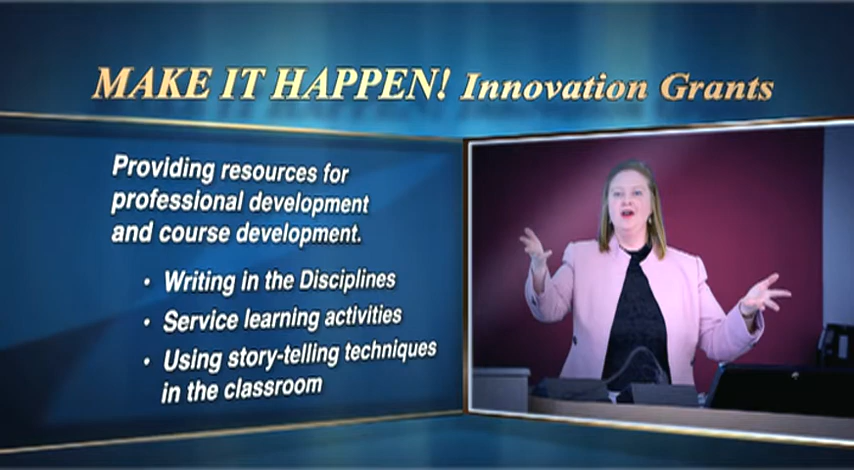 MAKE IT HAPPEN! Innovation Grants
Providing resources for
professional development
and course development.
• Writing in the Disciplines
• Service learning activities
• Using story-telling techniques
in the classroom